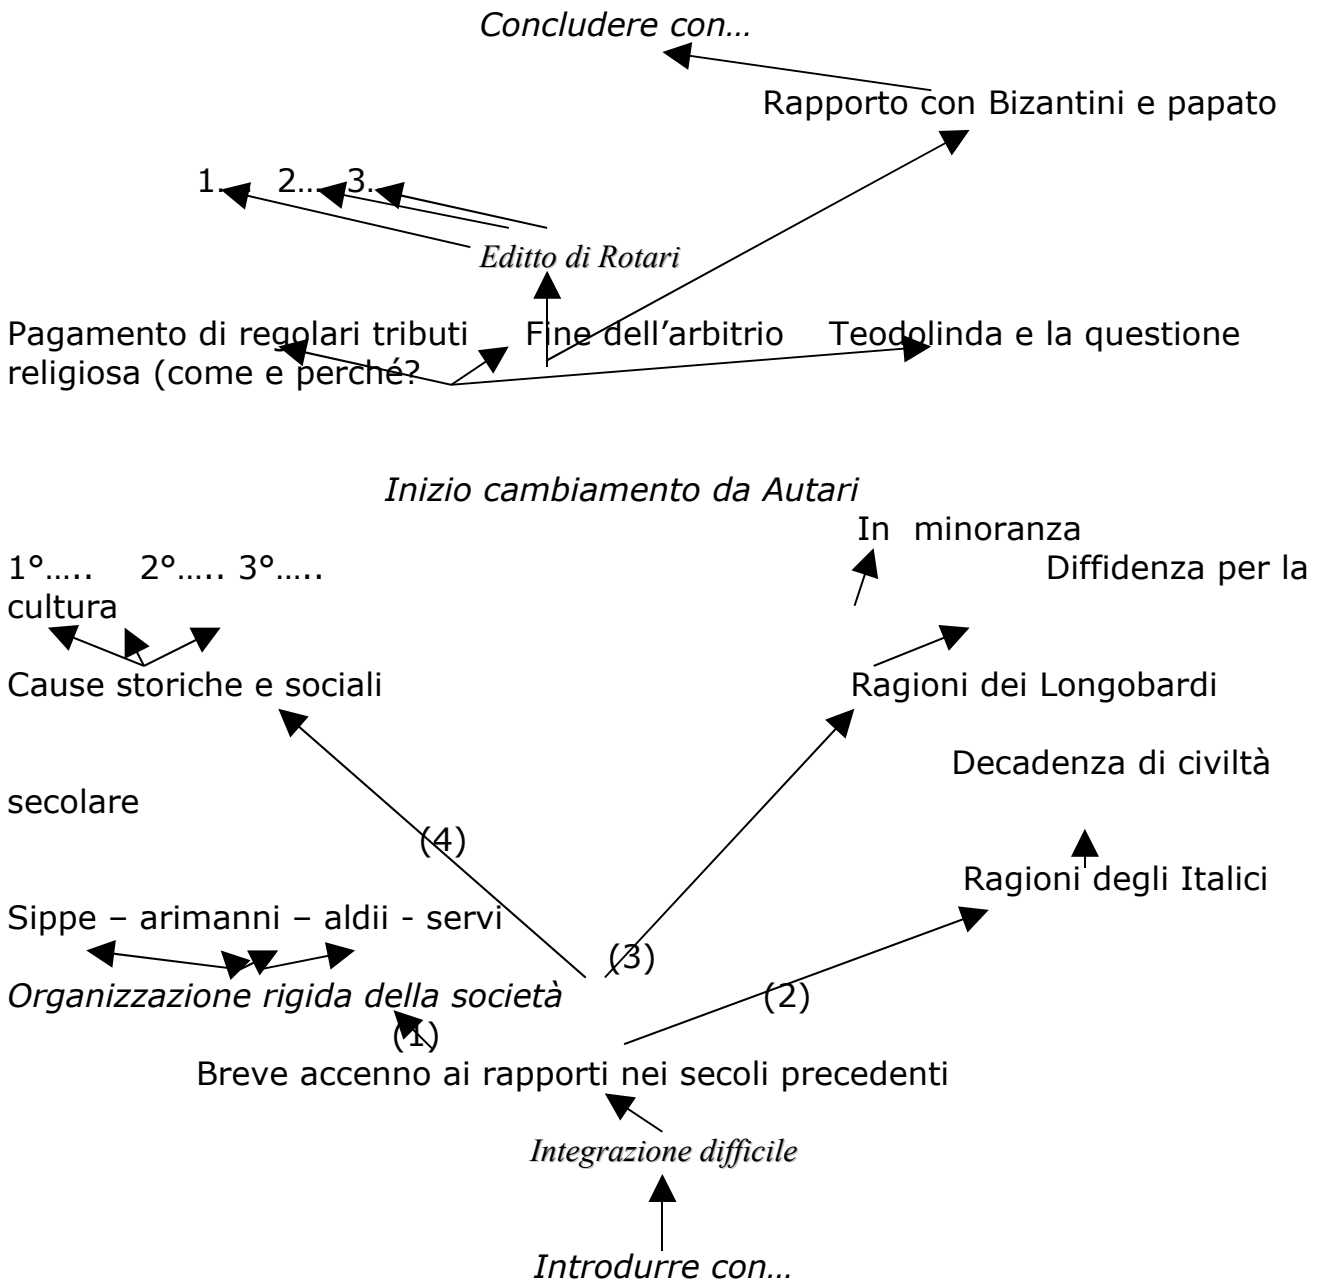 Concludere con…
Rapporto con Bizantini e papato
1… 2… 3…
Editto di Rotari
Pagamento di regolari tributi Fine dell’arbitrio Teodolinda e la questione
religiosa (come e perché?
Inizio cambiamento da Autari
In minoranza
1°….. 2°….. 3°….. Diffidenza per la
cultura
Cause storiche e sociali Ragioni dei Longobardi
Decadenza di civiltà
secolare
(4)
Ragioni degli Italici
Sippe – arimanni – aldii - servi
(3)
Organizzazione rigida della società (2)
(1)
Breve accenno ai rapporti nei secoli precedenti
Integrazione difficile
Introdurre con…